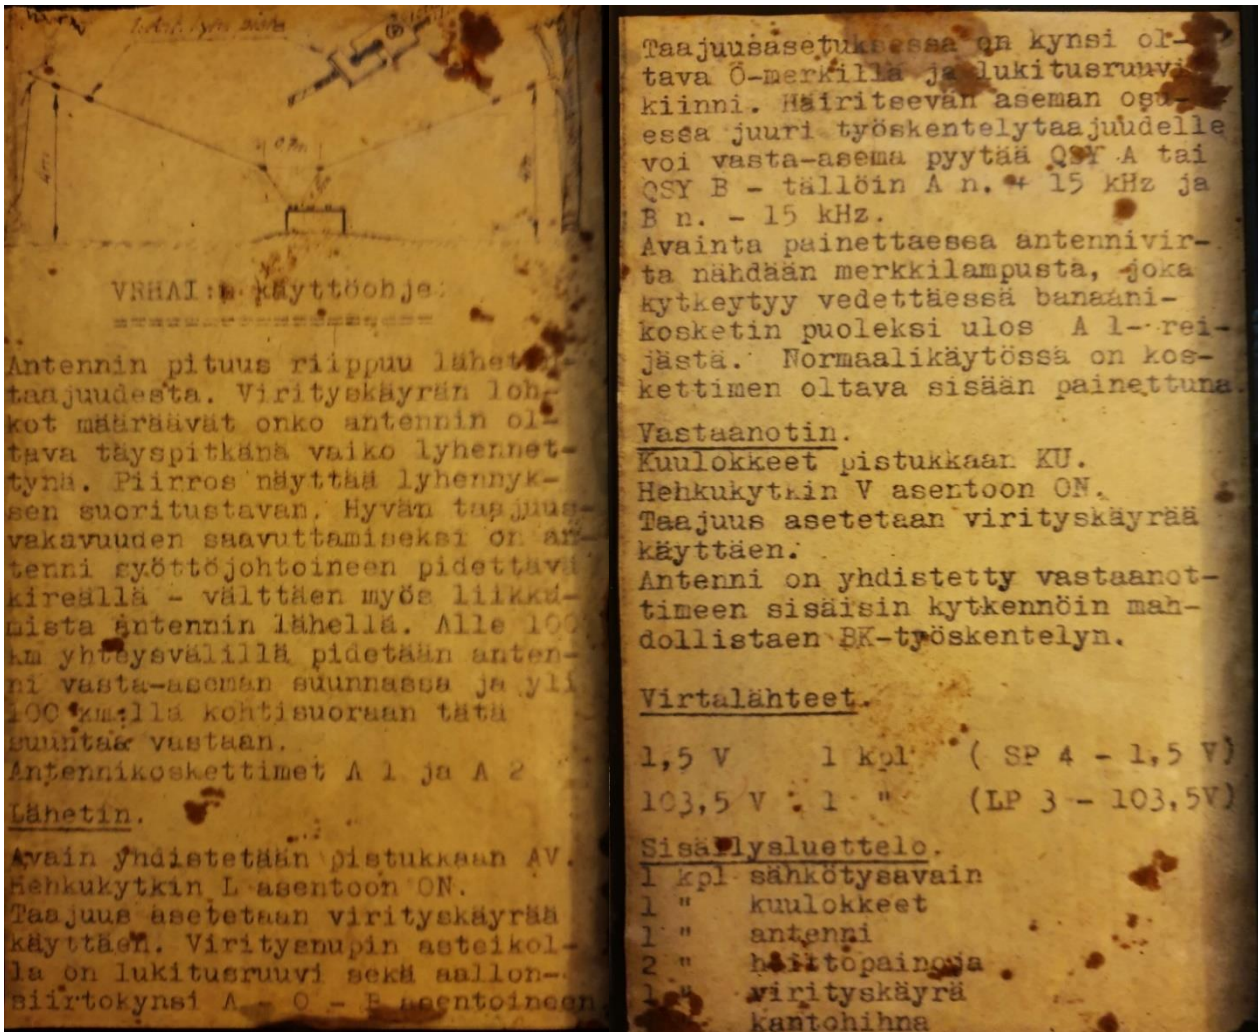 0,7m
VRHAI:n käyttöohje.
===================
Antennin pituus riippuu
taajuudesta. Virityskäyrän loh-
kot määräävät onko antennin ol-
tava täyspitkänä vaiko lyhennet-
tynä. Piirros näyttää lyhennyk-
sen suoritustavan. Hyvän taajuus-
vakavuuden saavuttamiseksi on an-
tenni syöttöjohtoineen pidettävä
kireällä - välttäen myös liikku-
mista antennin lähellä. Alle 100
km yhteysvälillä pidetään anten-
ni vasta-aseman suunnassa ja yli
100 km:llä kohtisuoraan tätä
suuntaa vastaan.
Antennikoskettimet A 1 ja A 2
Lähetin.
Avain yhdistetään pistukkaan AV.
Hehkukytkin L asentoon ON.
Taajuus asetetaan virityskäyrää
käyttäen. Viritysnupin asteikol-
la on lukitusruuvi sekä aallon-
siirtokynsi A - O - B asentoineen.
Taajuusasetuksessa on kynsi ol-
tava O-merkillä ja lukitusruuvi
kiinni. Häiritsevän aseman osu-
essa juuri työskentelytaajuudelle
voi vasta-asema pyytää QSY A tai
QSY B - tällöin A n. + 15 kHz ja
B n. - 15 kHz.
Avainta painettaessa antennivir-
ta nähdään merkkilampusta, joka
kytkeytyy vedettäessä banaani-
kosketin puoleksi ulos A 1- rei-
jästä. Normaalikäytössä on kos-
kettimen oltava sisään painettuna.
Vastaanotin.
Kuulokkeet pistukkaan KU.
Hehkukytkin V asentoon ON.
Taajuus asetetaan virityskäyrää
käyttäen.
Antenni on yhdistetty vastaanot-
timeen sisäisin kytkennöin mah-
dollistaen BK-työskentelyn.
Virtalähteet.
1,5 V 1 kpl ( SP 4 - 1,5 V)
103,5 V 1 " (LP 3 - 103,5V)
Sisällysluettelo.
1 kpl sähkötysavain
1 " kuulokkeet
1 " antenni
2 " heittopainoja
1 " virityskäyrä
kantohihna